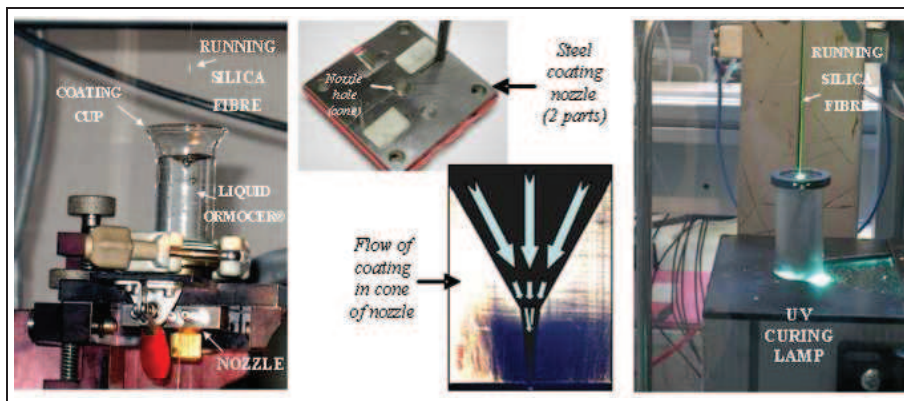 RUNNING
SILICA
FIBRE
COATING
CUP
LIQUID
ORMOCER®
NOZZLE
Nozzle
hole
(cone)
Steel
coating
nozzle
(2 parts)
Flow of
coating
in cone
of nozzle
RUNNING
SILICA
FIBRE
UV
CURING
LAMP